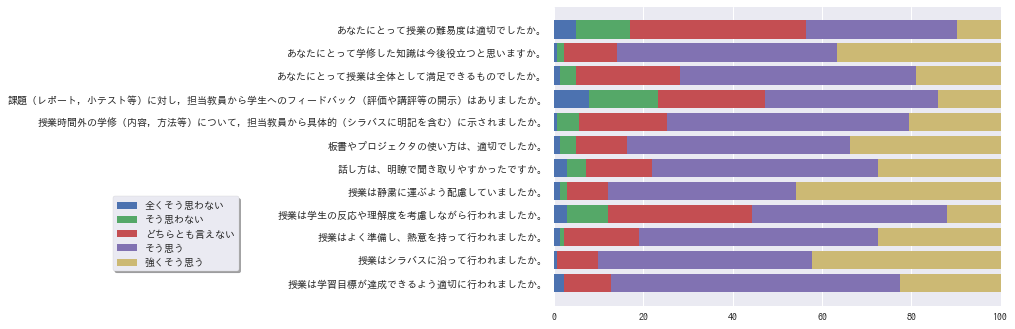 あなたにとって授業の難易度は適切でしたか。
あなたにとって学修した知識は今後役立つと思いますか。
あなたにとって授業は全体として満足できるものでしたか。
課題（レポート，小テスト等）に対し，担当教員から学生へのフィードバック（評価や講評等の開示）はありましたか。
授業時間外の学修（内容，方法等）について，担当教員から具体的（シラバスに明記を含む）に示されましたか。
板書やプロジェクタの使い方は、適切でしたか。
話し方は、明瞭で聞き取りやすかったですか。
授業は静粛に運ぶよう配慮していましたか。
授業は学生の反応や理解度を考慮しながら行われましたか。
授業はよく準備し、熱意を持って行われましたか。
授業はシラバスに沿って行われましたか。
授業は学習目標が達成できるよう適切に行われましたか。
全くそう思わない
そう思わない
どちらとも言えない
そう思う
強くそう思う
0 20 40 60 80 100